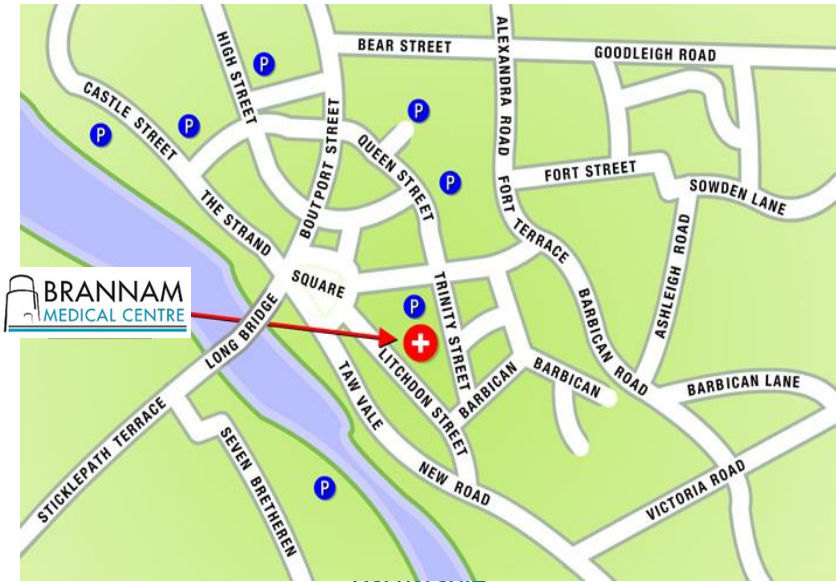 BEAR STREET
GOODLEIGH ROAD
HIGH STREET
ALEXANDRA ROAD
P
P
P
P
P
CASTLE STREET
BOUTPORT STREET
QUEEN STREET
FORT STREET
SOWDEN LANE
THE STRAND
FORT TERRACE
ASHLEIGH ROAD
SQUARE
TRINITY STREET
BRANNAM
MEDICAL CENTRE
P
LONG BRIDGE
LITCHDON STREET
BARBICAN ROAD
TAW VALE
BARBICAN
BARBICAN
BARBICAN LANE
STICKLEPATH TERRACE
SEVEN BRETHEREN
P
NEW ROAD
VICTORIA ROAD